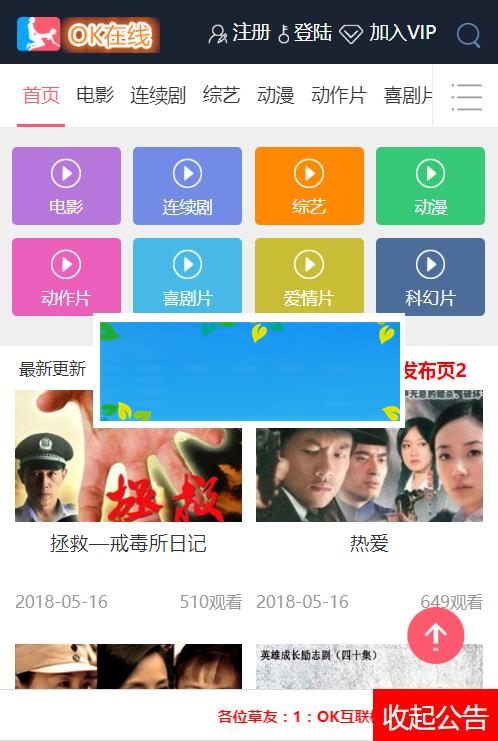 OK在线 注册 登陆 加入VIP
首页 电影 连续剧 综艺 动漫 动作片 喜剧片
电影 连续剧 综艺 动漫
动作片 喜剧片 爱情片 科幻片
最新更新 发布页2
拯救
拯救—戒毒所日记 热爱
2018-05-16 510观看 2018-05-16 649观看
英雄成长励志剧（四十集）
各位草友：1：OK互联 收起公告